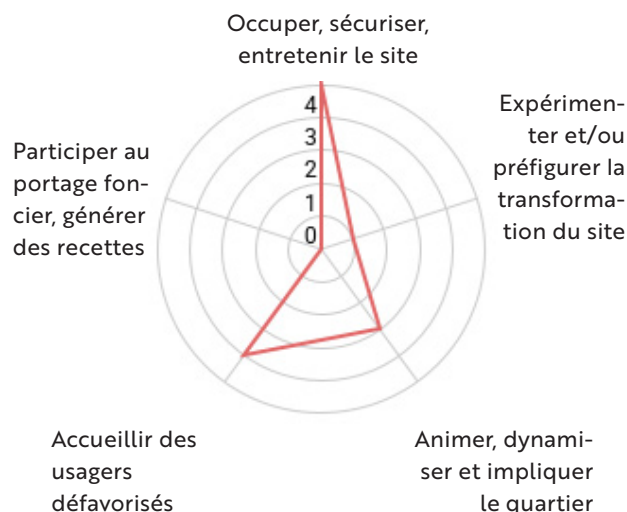 Occuper, sécuriser,
entretenir le site
Expérimen-
ter et/ou
préfigurer la
transforma-
tion du site
Participer au
portage fon-
cier, générer
des recettes
4
3
2
1
0
Accueillir des
usagers
défavorisés
Animer, dynami-
ser et impliquer
le quartier